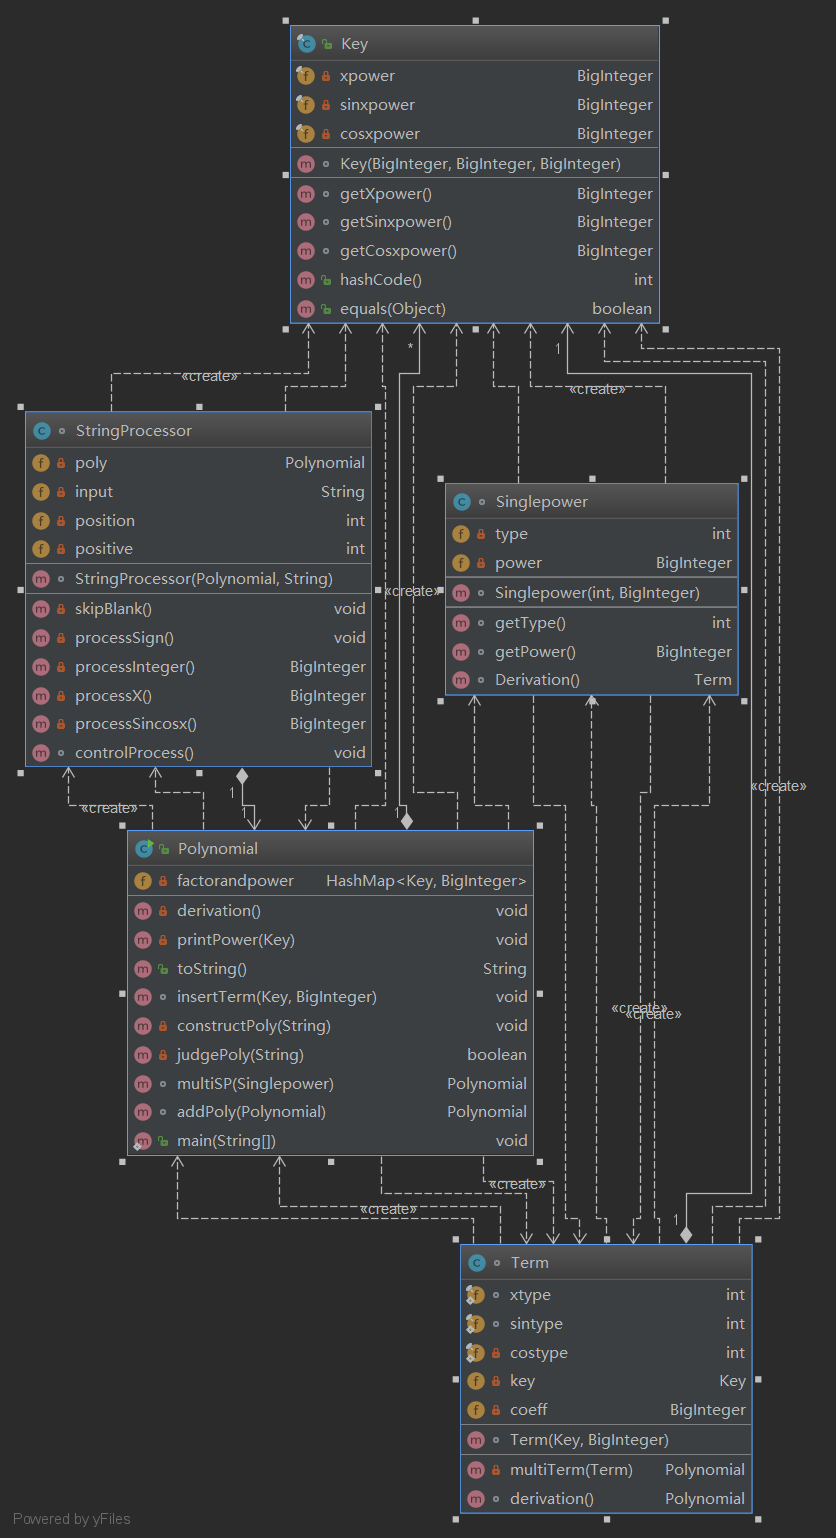 Key
xpower BigInteger
sinxpower BigInteger
cosxpower BigInteger
Key(BigInteger, BigInteger, BigInteger)
getXpower() BigInteger
getSinxpower() BigInteger
getCosxpower() BigInteger
hashCode() int
equals(Object) boolean
* 1
«create»
«create»
StringProcessor
poly Polynomial
input String
position int
positive int
StringProcessor(Polynomial, String)
skipBlank() void
processSign() void
processInteger() BigInteger
processX() BigInteger
processSincosx() BigInteger
controlProcess() void
«create»
Singlepower
type int
power BigInteger
Singlepower(int, BigInteger)
getType() int
getPower() BigInteger
Derivation() Term
«create»
1
«create»
1
1
Polynomial
factorandpower HashMap<Key, BigInteger>
derivation() void
printPower(Key) void
toString() String
insertTerm(Key, BigInteger) void
constructPoly(String) void
judgePoly(String) boolean
multiSP(Singlepower) Polynomial
addPoly(Polynomial) Polynomial
main(String[]) void
«create»
«create»
«create»
«create»
1
Term
xtype int
sintype int
costype int
key Key
coeff BigInteger
Term(Key, BigInteger)
multiTerm(Term) Polynomial
derivation() Polynomial
Powered by yFiles